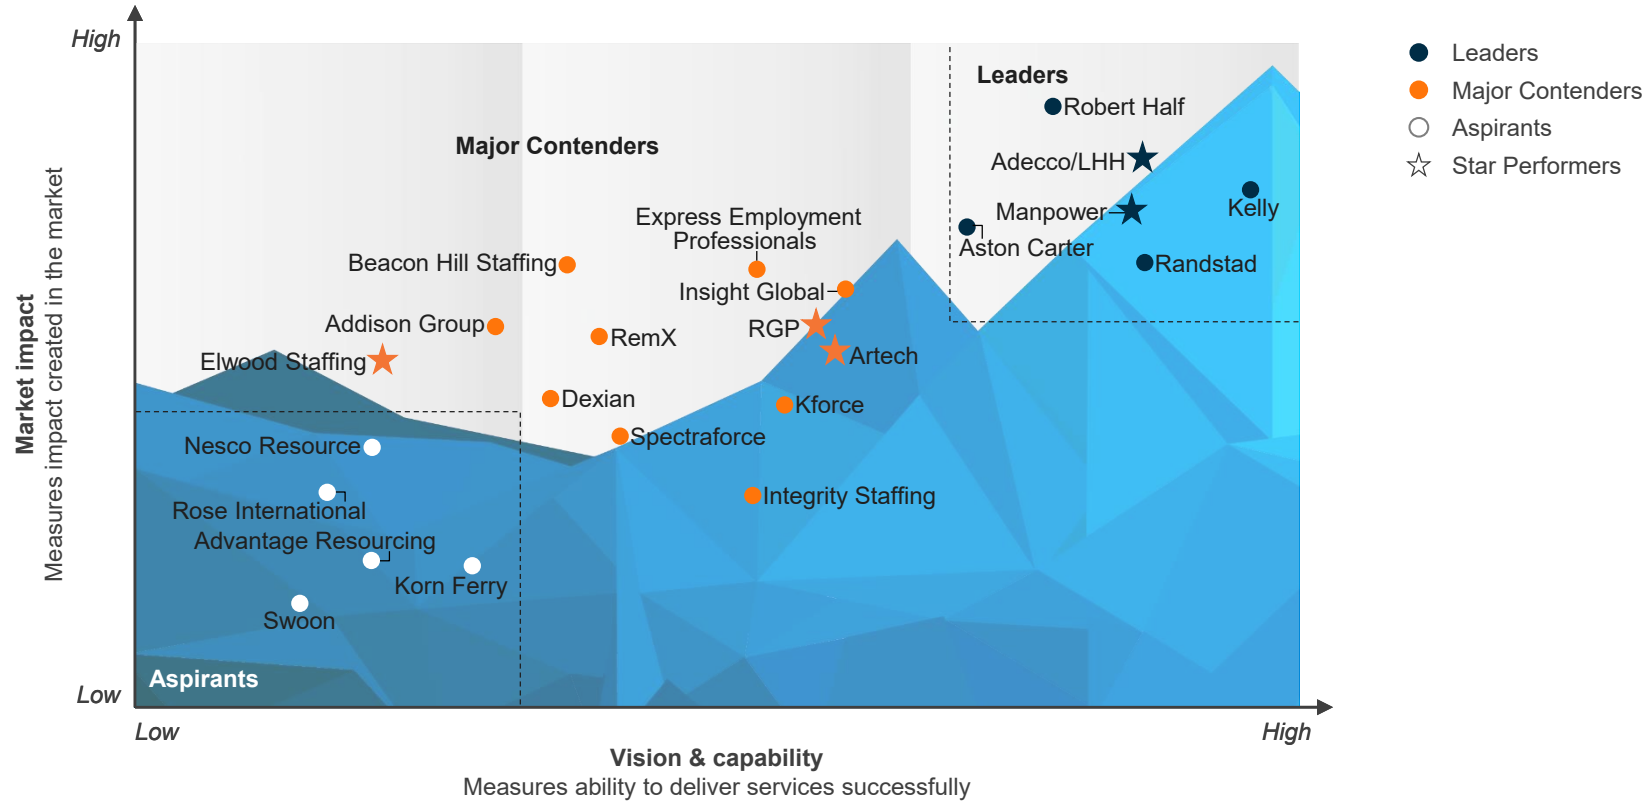 High
Leaders
Leaders
Major Contenders
Aspirants
Star Performers
Robert Half
Major Contenders
Adecco/LHH
Manpower
Kelly
Express Employment
Professionals
Aston Carter
Beacon Hill Staffing
Randstad
Insight Global
Addison Group
RGP
RemX
Elwood Staffing
Artech
Dexian
Kforce
Spectraforce
Nesco Resource
Integrity Staffing
Rose International
Advantage Resourcing
Korn Ferry
Swoon
Aspirants
Market impact
Measures impact created in the market
Low
Low
High
Vision & capability
Measures ability to deliver services successfully